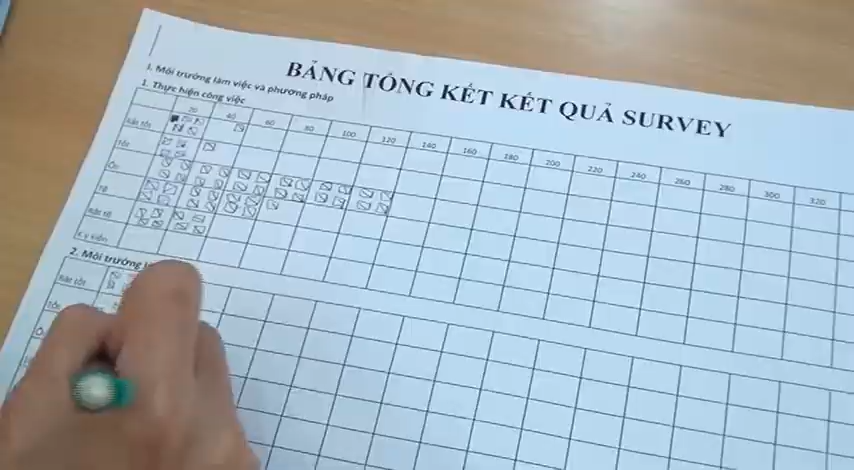 BẢNG TỔNG KẾT KẾT QUẢ SURVEY
1. Môi trường làm việc và phương pháp
1. Thực hiện công việc
20 40 60 80 100 120 140 160 180 200 220 240 260 280 300 320
Rất tốt
Tốt
Ổn
Tệ
Rất tệ
Ý kiến
2. Môi trường
Rất tốt
Tốt